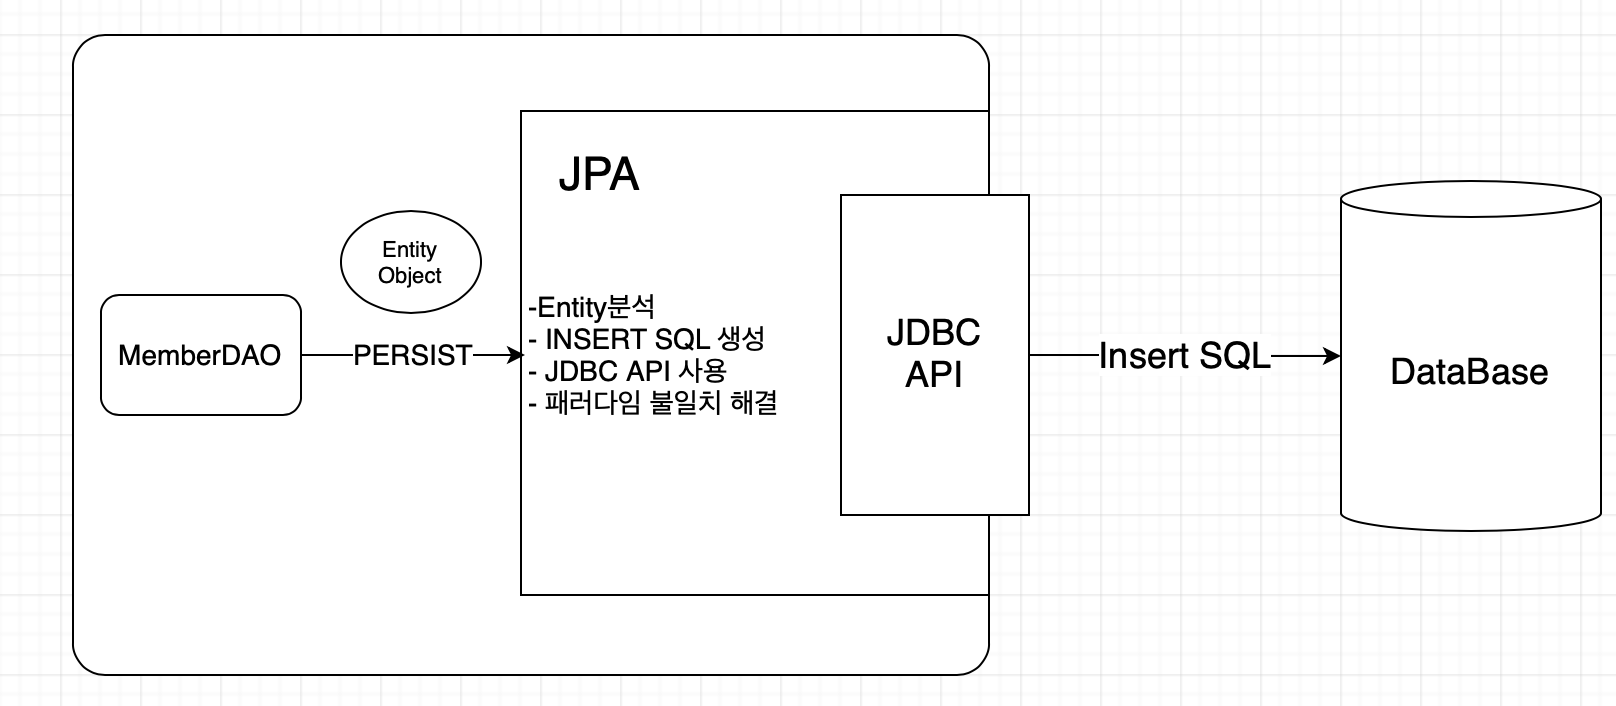 JPA
Entity
Object
MemberDAO
PERSIST
-Entity분석
- INSERT SQL 생성
- JDBC API 사용
- 패러다임 불일치 해결
JDBC
API
Insert SQL
DataBase